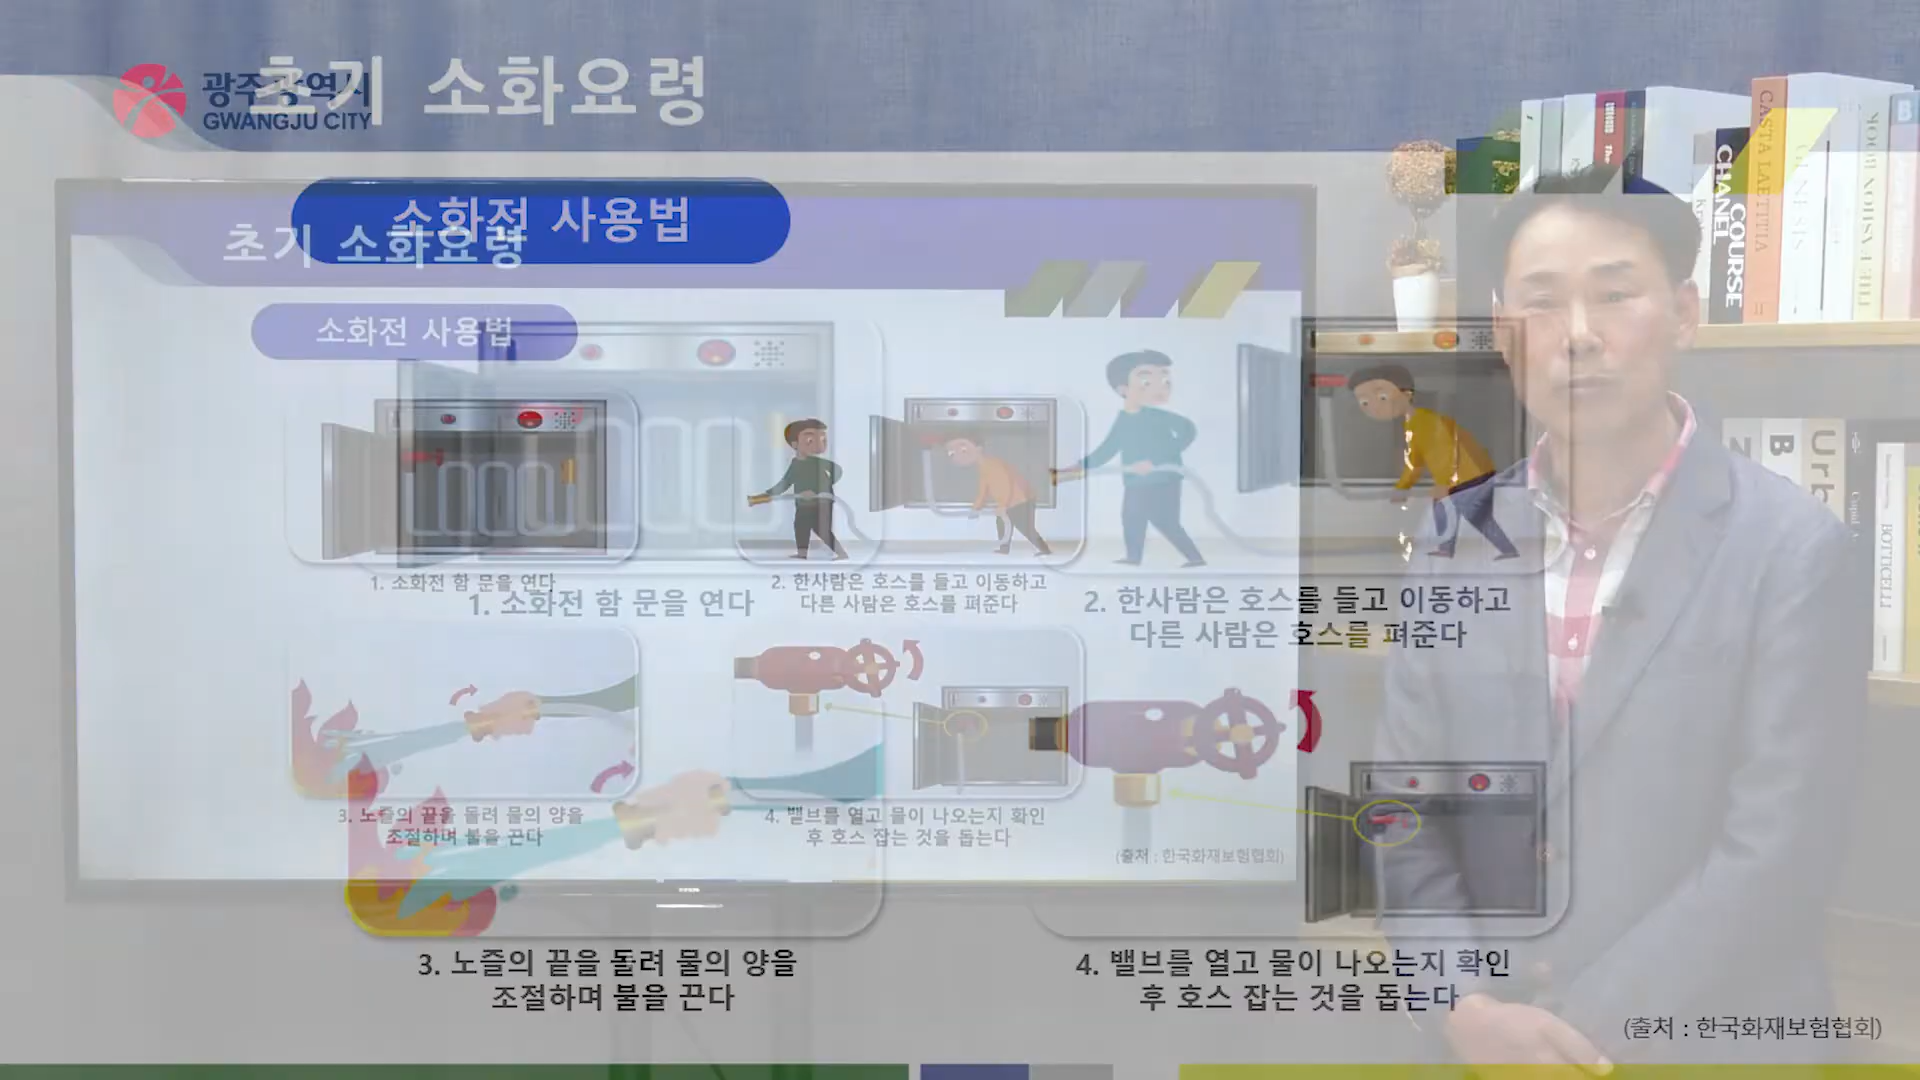 초기 소화요령
광주광역시
GWANGJU CITY
소화전 사용법
초기 소화요령
소화전 사용법
1. 소화전 함 문을 연다
2. 한사람은 호스를 들고 이동하고
다른 사람은 호스를 펴준다
1. 소화전 함 문을 연다
2. 한사람은 호스를 들고 이동하고
다른 사람은 호스를 펴준다
3. 노즐의 끝을 돌려 물의 양을
조절하며 불을 끈다
4. 밸브를 열고 물이 나오는지 확인
후 호스 잡는 것을 돕는다
(출처 : 한국화재보험협회)
3. 노즐의 끝을 돌려 물의 양을
조절하며 불을 끈다
4. 밸브를 열고 물이 나오는지 확인
후 호스 잡는 것을 돕는다
(출처 : 한국화재보험협회)
CHANEL
COURSE
CASTA LAETITIA
GENESIS
THE FASHION BOOK
B
Urb
BOTTICELLI